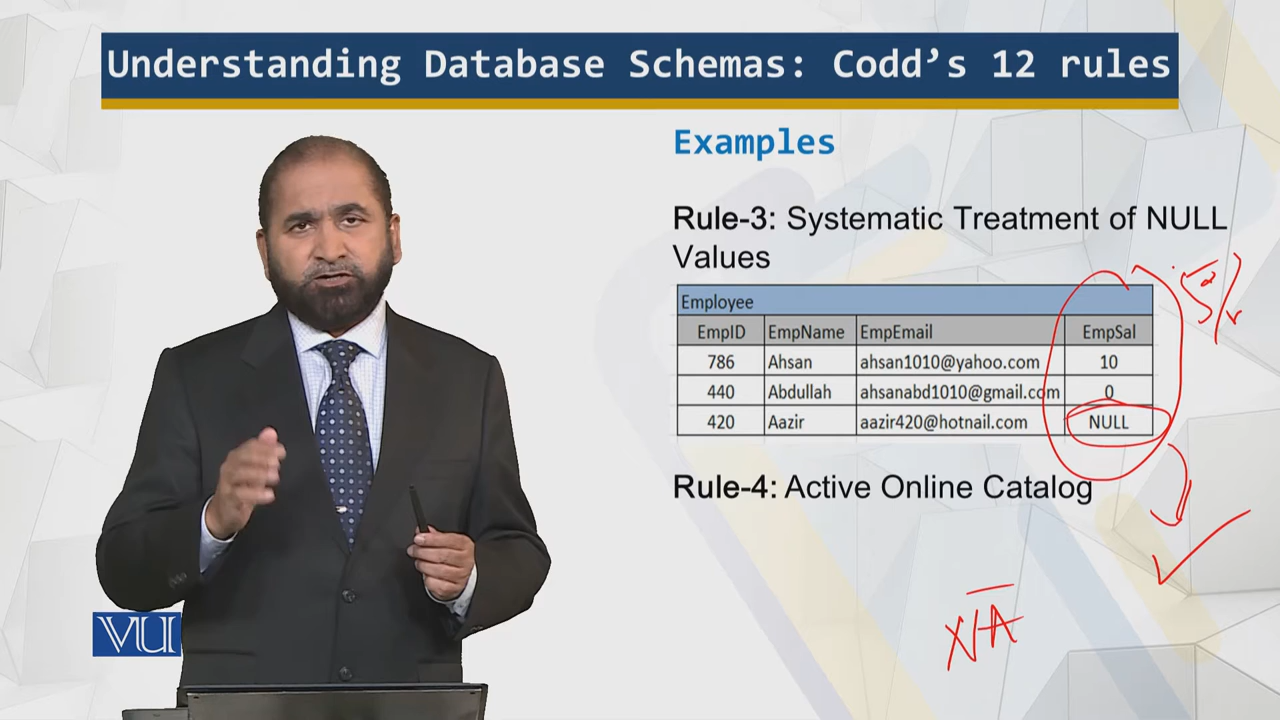 Understanding Database Schemas: Codd's 12 rules
Examples
Rule-3: Systematic Treatment of NULL
Values
Employee
EmpID EmpName EmpEmail EmpSal
786 Ahsan ahsan1010@yahoo.com 10
440 Abdullah ahsanabd1010@gmail.com 0
420 Aazir aazir420@hotnail.com NULL
Rule-4: Active Online Catalog
NA
VU